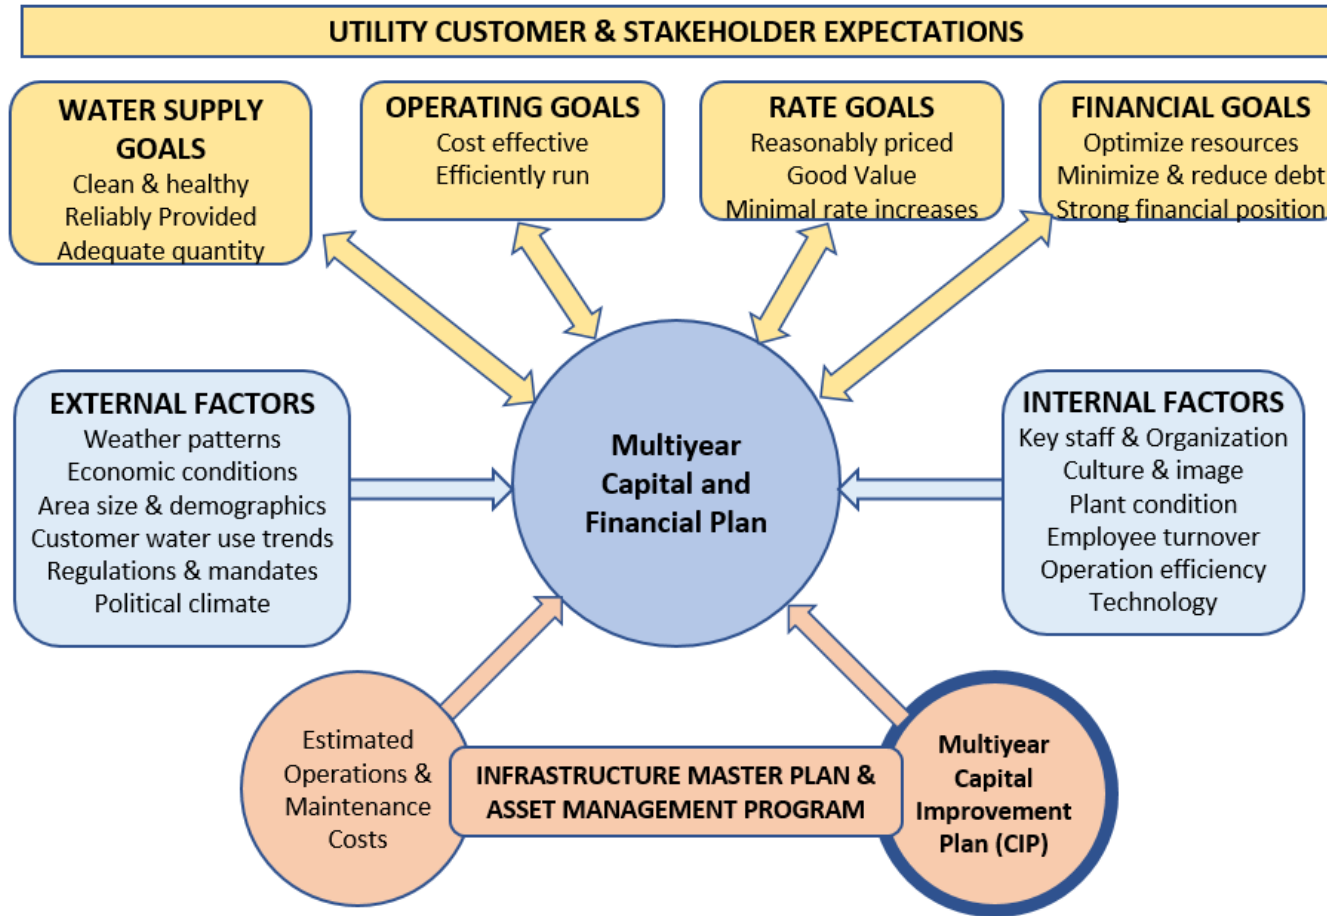 UTILITY CUSTOMER & STAKEHOLDER EXPECTATIONS
WATER SUPPLY
GOALS
Clean & healthy
Reliably Provided
Adequate quantity
OPERATING GOALS
Cost effective
Efficiently run
RATE GOALS
Reasonably priced
Good Value
Minimal rate increases
FINANCIAL GOALS
Optimize resources
Minimize & reduce debt
Strong financial position
EXTERNAL FACTORS
Weather patterns
Economic conditions
Area size & demographics
Customer water use trends
Regulations & mandates
Political climate
Multiyear
Capital and
Financial Plan
INTERNAL FACTORS
Key staff & Organization
Culture & image
Plant condition
Employee turnover
Operation efficiency
Technology
Estimated
Operations &
Maintenance
Costs
INFRASTRUCTURE MASTER PLAN &
ASSET MANAGEMENT PROGRAM
Multiyear
Capital
Improvement
Plan (CIP)